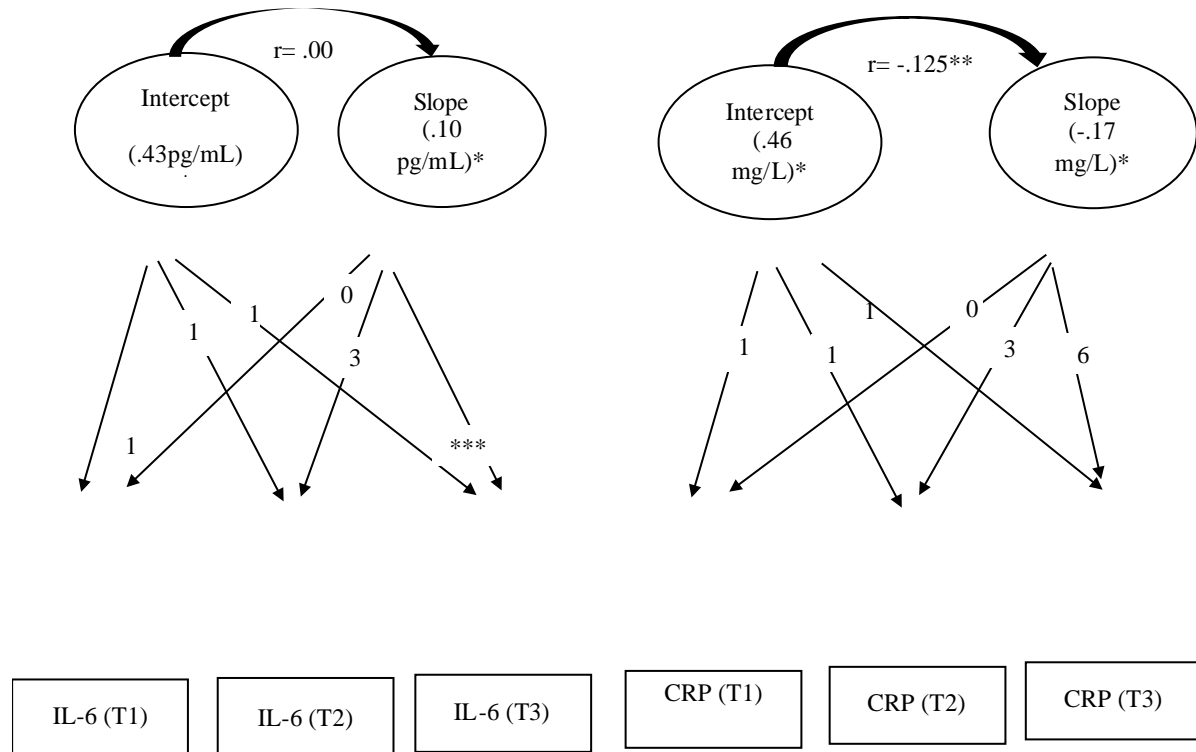 r= .00
r= -.125**
Intercept
(.43pg/mL)
.
Slope
(.10
pg/mL)*
Intercept
(.46
mg/L)*
Slope
(-.17
mg/L)*
1
1
1
0
3
***
1
1
1
0
3
6
IL-6 (T1)
IL-6 (T2)
IL-6 (T3)
CRP (T1)
CRP (T2)
CRP (T3)